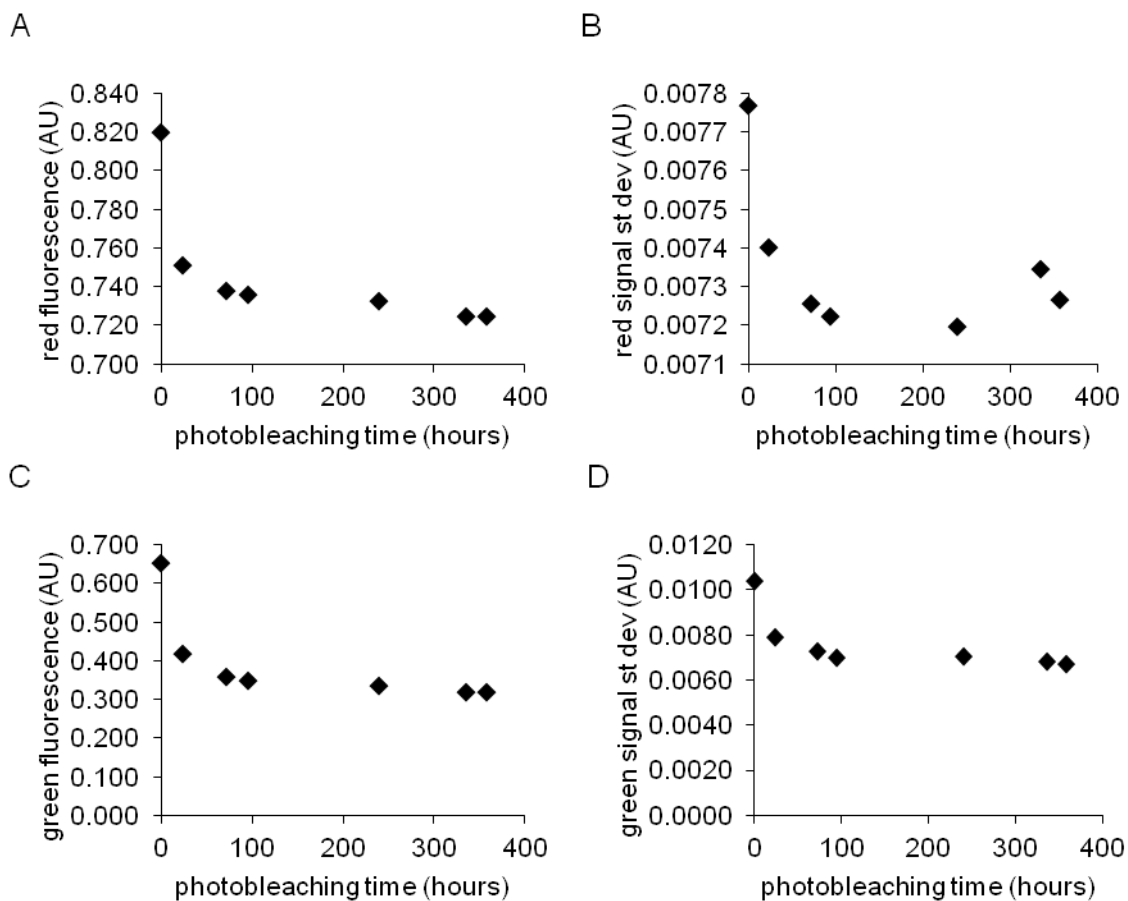 A
0.840
0.820
0.800
0.780
0.760
0.740
0.720
0.700
red fluorescence (AU)
0 100 200 300 400
photobleaching time (hours)
B
0.0078
0.0077
0.0076
0.0075
0.0074
0.0073
0.0072
0.0071
red signal st dev (AU)
0 100 200 300 400
photobleaching time (hours)
C
0.700
0.600
0.500
0.400
0.300
0.200
0.100
0.000
green fluorescence (AU)
0 100 200 300 400
photobleaching time (hours)
D
0.0120
0.0100
0.0080
0.0060
0.0040
0.0020
0.0000
green signal st dev (AU)
0 100 200 300 400
photobleaching time (hours)